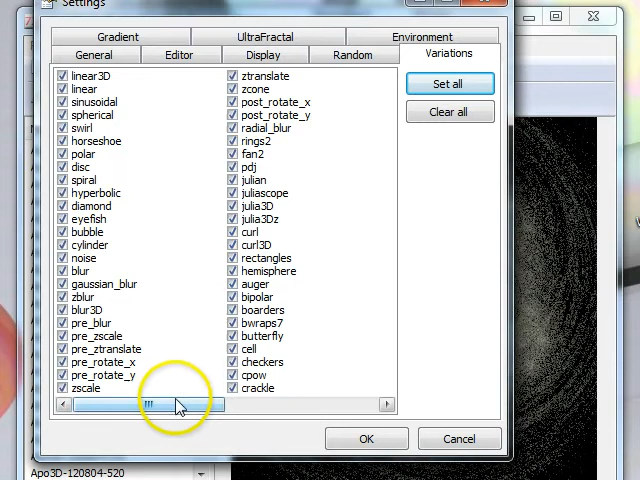 Settings
Gradient UltraFractal Environment
General Editor Display Random Variations
linear3D
linear
sinusoidal
spherical
swirl
horseshoe
polar
disc
spiral
hyperbolic
diamond
eyefish
bubble
cylinder
noise
blur
gaussian_blur
zblur
blur3D
pre_blur
pre_zscale
pre_ztranslate
pre_rotate_x
pre_rotate_y
zscale
ztranslate
zcone
post_rotate_x
post_rotate_y
radial_blur
rings2
fan2
pdj
julian
juliascope
julia3D
julia3Dz
curl
curl3D
rectangles
hemisphere
auger
bipolar
boarders
bwraps7
butterfly
cell
checkers
cpow
crackle
Set all
Clear all
OK Cancel
Apo3D-120804-520